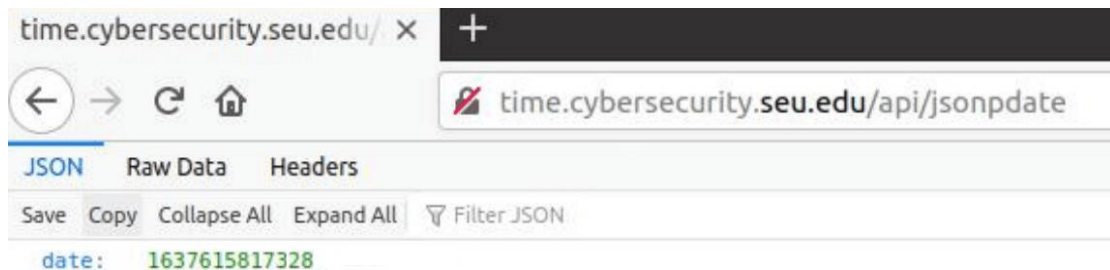 time.cybersecurity.seu.edu/
time.cybersecurity.seu.edu/api/jsonpdate
JSON Raw Data Headers
Save Copy Collapse All Expand All Filter JSON
date: 1637615817328